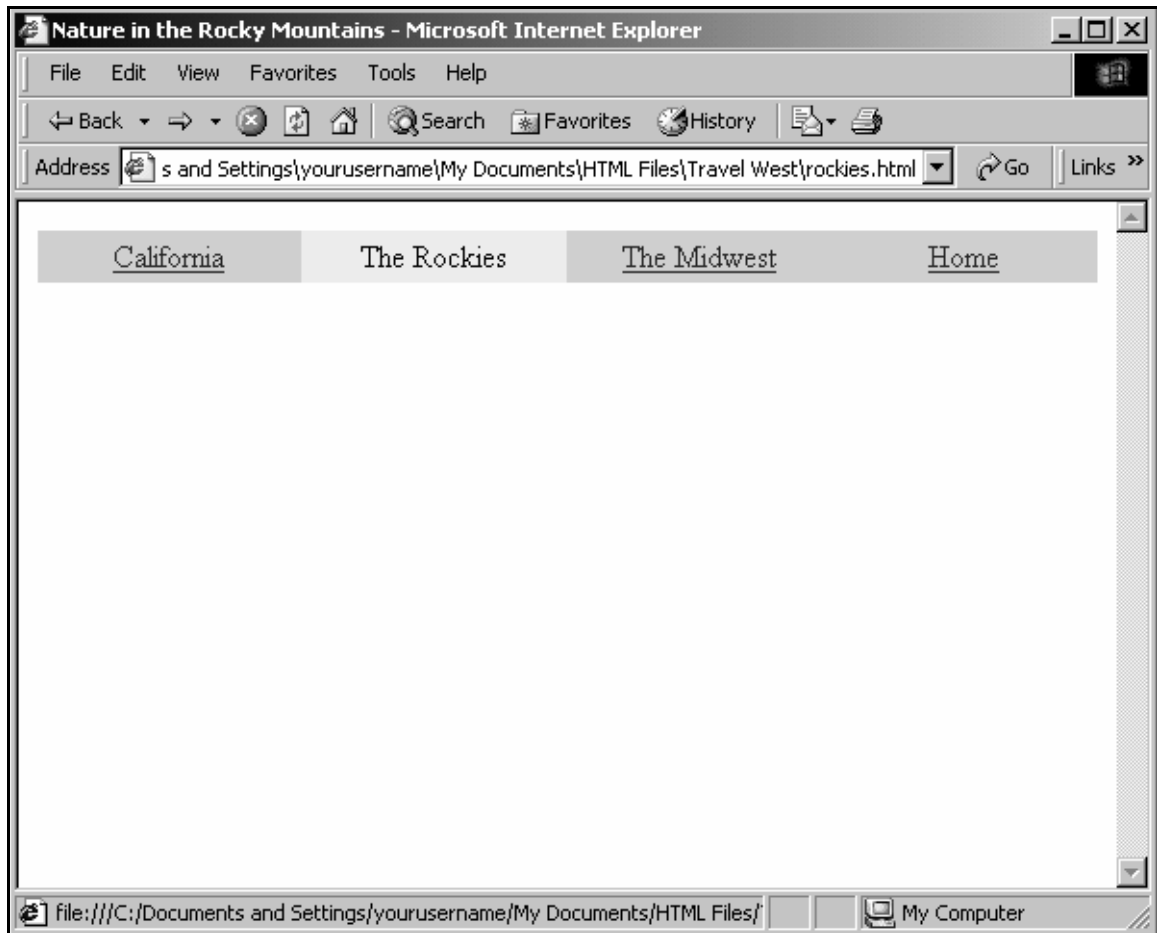 Nature in the Rocky Mountains - Microsoft Internet Explorer
File Edit View Favorites Tools Help
Back Search Favorites History
Address s and Settings\yourusername\My Documents\HTML Files\Travel West\rockies.html Go Links »
California The Rockies The Midwest Home
file:///C:/Documents and Settings/yourusername/My Documents/HTML Files/ My Computer